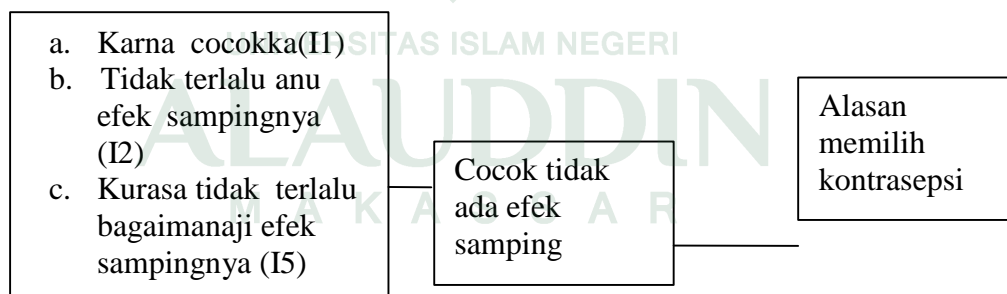 UNIVERSITAS ISLAM NEGERI
ALAUDDIN
MAKASSAR
a. Karna cocokka(I1)
b. Tidak terlalu anu
efek sampingnya
(I2)
c. Kurasa tidak terlalu
bagaimanaji efek
sampingnya (I5)
Cocok tidak
ada efek
samping
Alasan
memilih
kontrasepsi